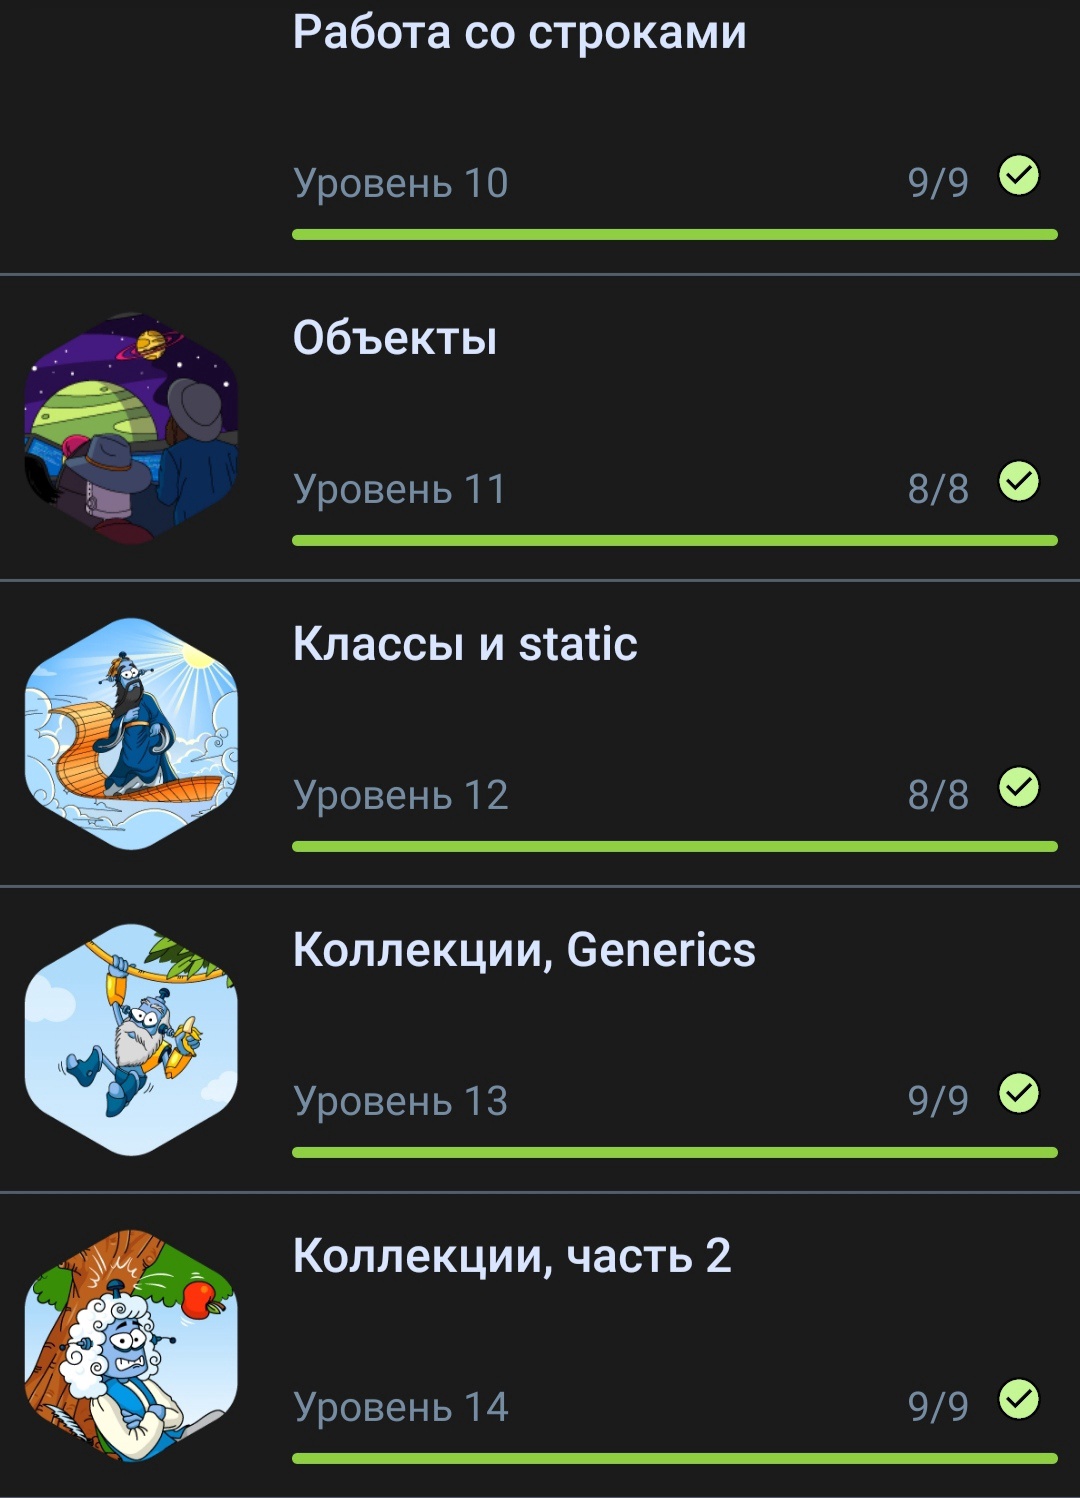 Работа со строками
Уровень 10 9/9
Объекты
Уровень 11 8/8
Классы и static
Уровень 12 8/8
Коллекции, Generics
Уровень 13 9/9
Коллекции, часть 2
Уровень 14 9/9